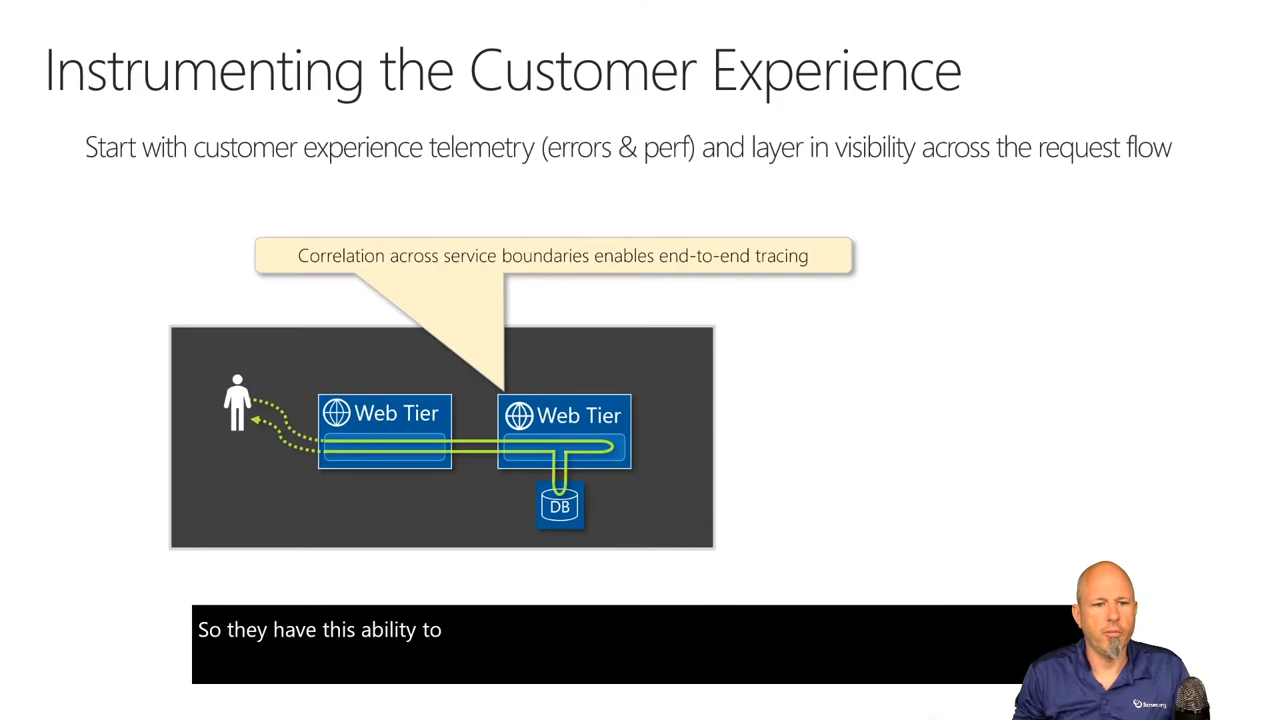 Instrumenting the Customer Experience
Start with customer experience telemetry (errors & perf) and layer in visibility across the request flow
Correlation across service boundaries enables end-to-end tracing
Web Tier
Web Tier
DB
So they have this ability to
Scrum.org